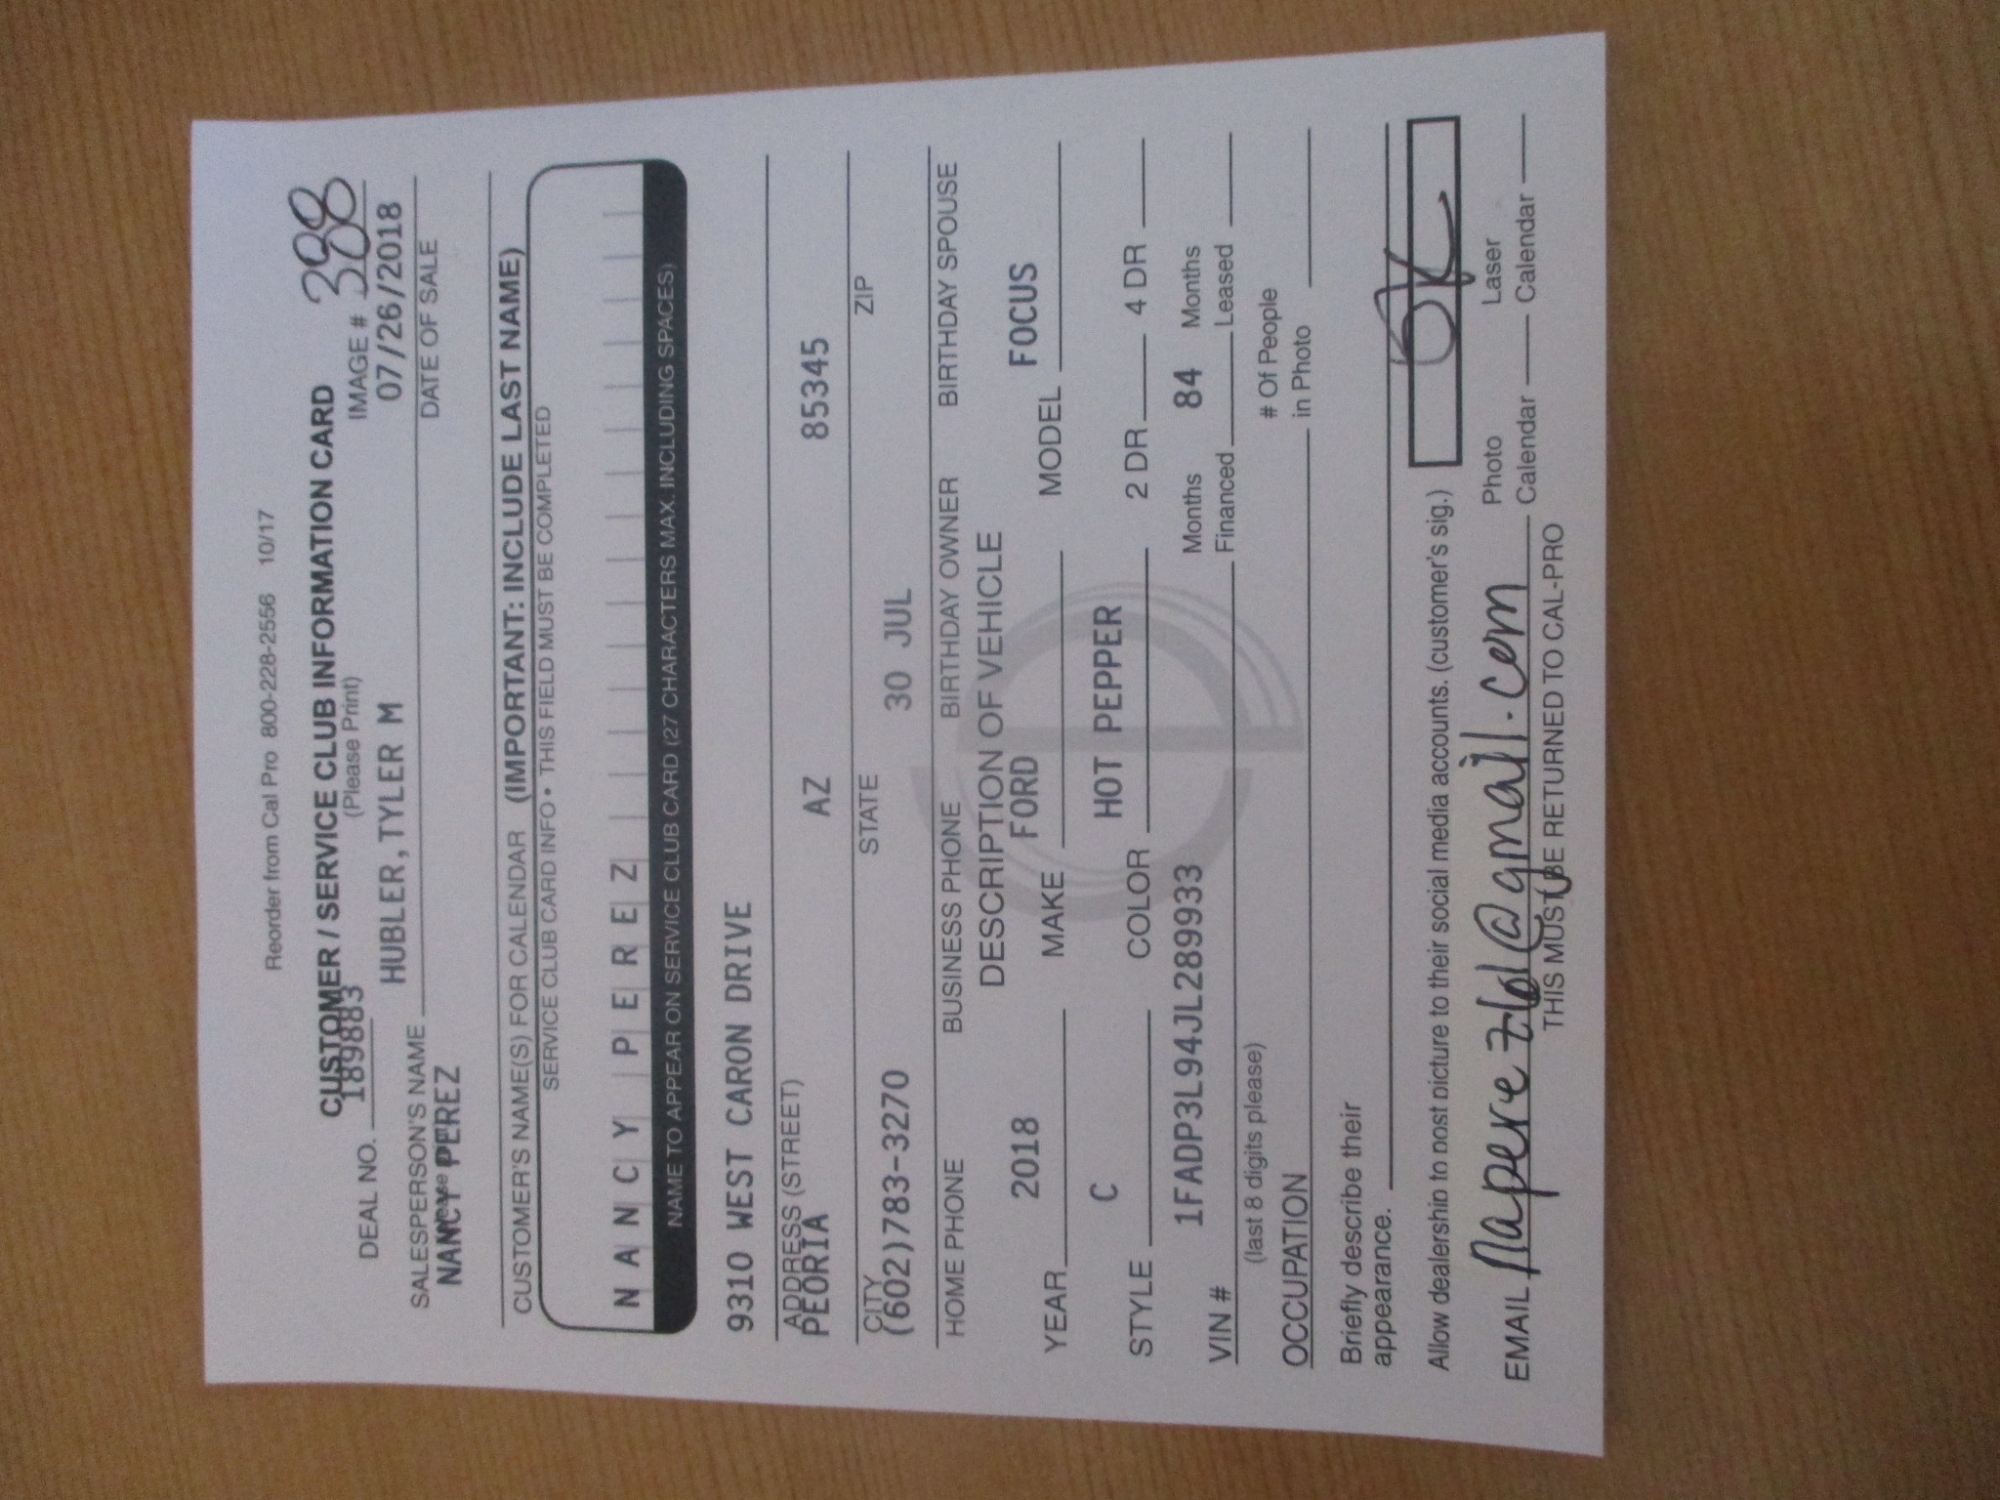 Reorder from Cal Pro 800-228-2556 10/17
CUSTOMER / SERVICE CLUB INFORMATION CARD
(Please Print)
398
DEAL NO. 189883 IMAGE # 308
HUBLER,TYLER M 07/26/2018
SALESPERSON'S NAME DATE OF SALE
NANCY PEREZ
CUSTOMER'S NAME(S) FOR CALENDAR (IMPORTANT: INCLUDE LAST NAME)
SERVICE CLUB CARD INFO • THIS FIELD MUST BE COMPLETED
NANCY PEREZ
NAME TO APPEAR ON SERVICE CLUB CARD (27 CHARACTERS MAX. INCLUDING SPACES)
9310 WEST CARON DRIVE
ADDRESS (STREET)
PEORIA AZ 85345
CITY STATE ZIP
(602)783-3270 30 JUL
HOME PHONE BUSINESS PHONE BIRTHDAY OWNER BIRTHDAY SPOUSE
DESCRIPTION OF VEHICLE
YEAR 2018 MAKE FORD MODEL FOCUS
STYLE C COLOR HOT PEPPER 2 DR 4 DR
VIN # 1FADP3L94JL289933 Months Financed 84 Months Leased
(last 8 digits please)
OCCUPATION # Of People in Photo
Briefly describe their
appearance.
Allow dealership to post picture to their social media accounts. (customer's sig.)
EMAIL @gmail.com Photo Calendar Laser Calendar
THIS MUST BE RETURNED TO CAL-PRO